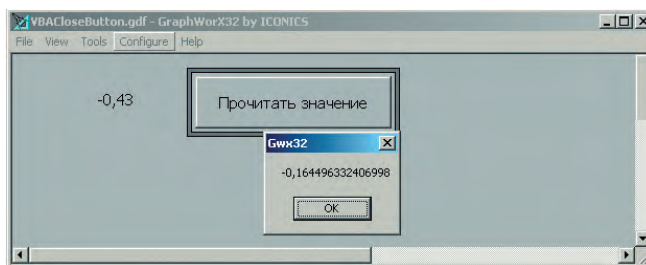 VBACloseButton.gdf - GraphWorX32 by ICONICS
File View Tools Configure Help
-0,43
Прочитать значение
Gwx32
-0,164496332406998
OK